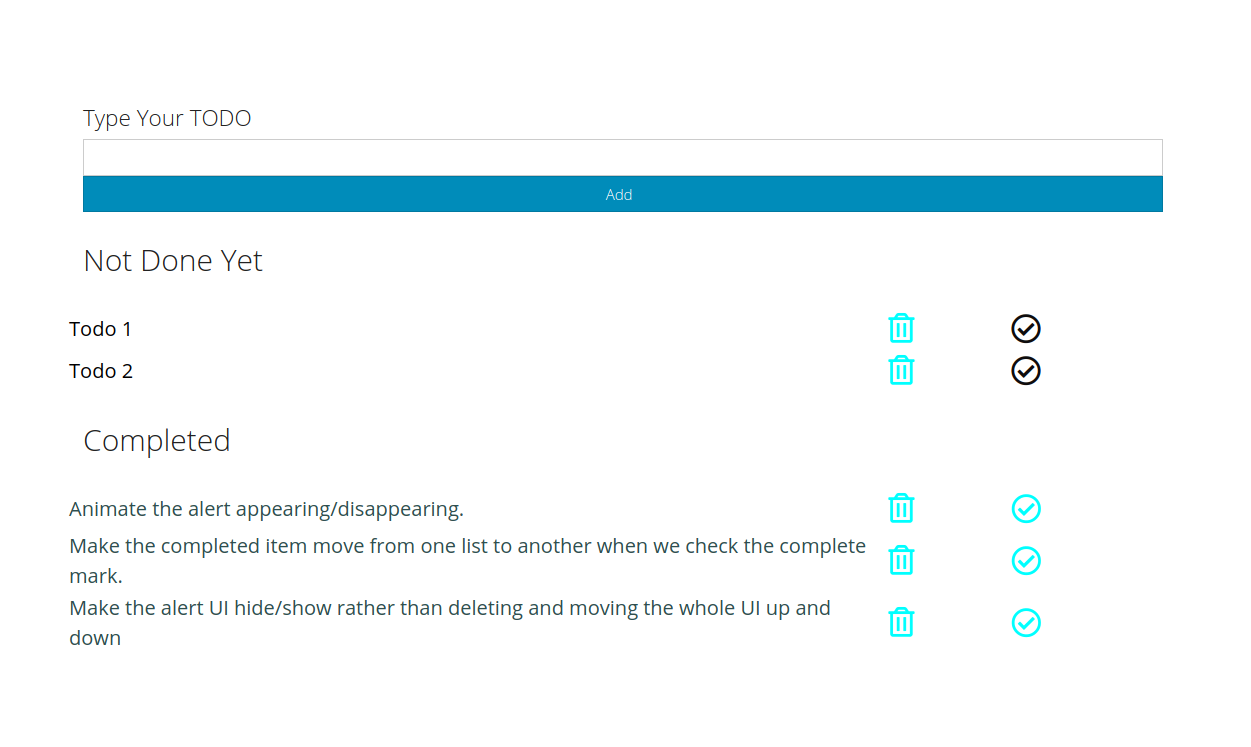 Type Your TODO
Add
Not Done Yet
Todo 1
Todo 2
Completed
Animate the alert appearing/disappearing.
Make the completed item move from one list to another when we check the complete
mark.
Make the alert UI hide/show rather than deleting and moving the whole UI up and
down